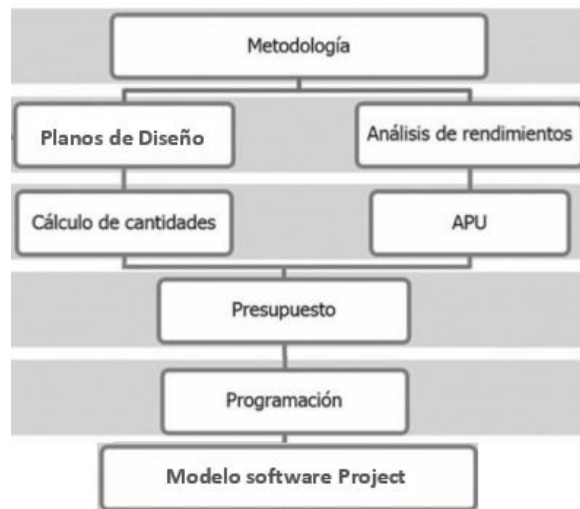 Metodología
Planos de Diseño
Análisis de rendimientos
Cálculo de cantidades
APU
Presupuesto
Programación
Modelo software Project